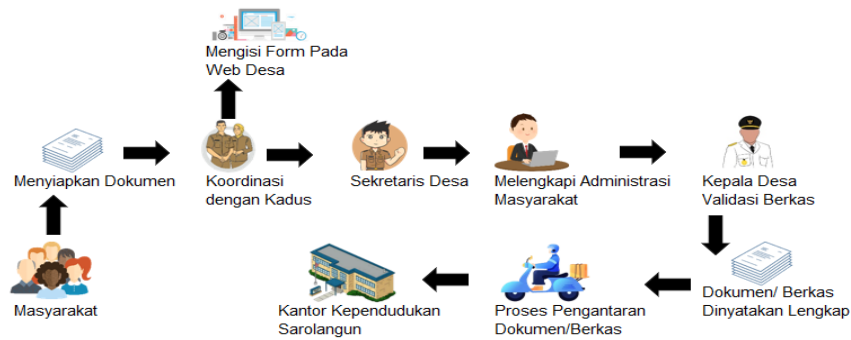 Mengisi Form Pada
Web Desa
Menyiapkan Dokumen
Koordinasi
dengan Kadus
Sekretaris Desa
Melengkapi Administrasi
Masyarakat
Kepala Desa
Validasi Berkas
Masyarakat
Kantor Kependudukan
Sarolangun
Proses Pengantaran
Dokumen/Berkas
Dokumen/ Berkas
Dinyatakan Lengkap